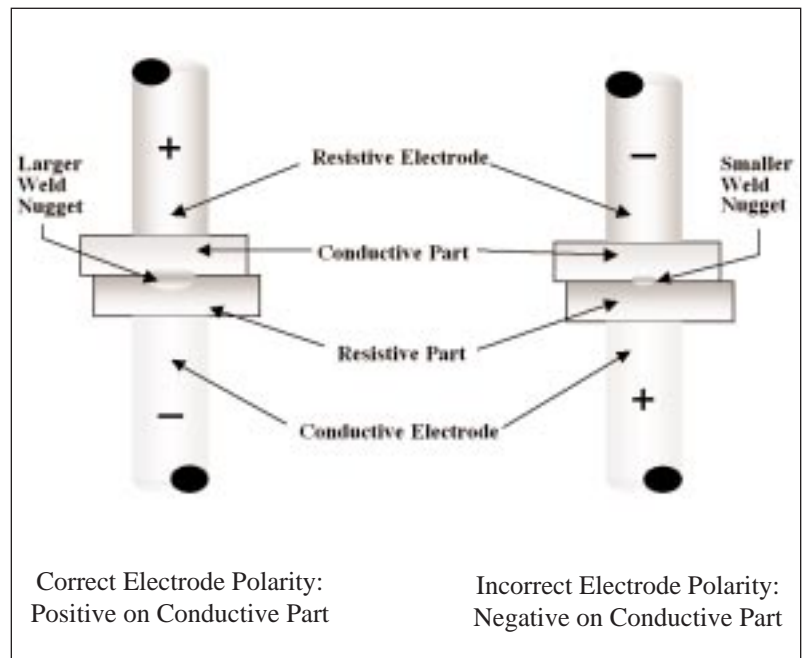 +
−
Larger
Weld
Nugget
Resistive Electrode
Smaller
Weld
Nugget
Conductive Part
Resistive Part
−
+
Conductive Electrode
Correct Electrode Polarity:
Positive on Conductive Part
Incorrect Electrode Polarity:
Negative on Conductive Part